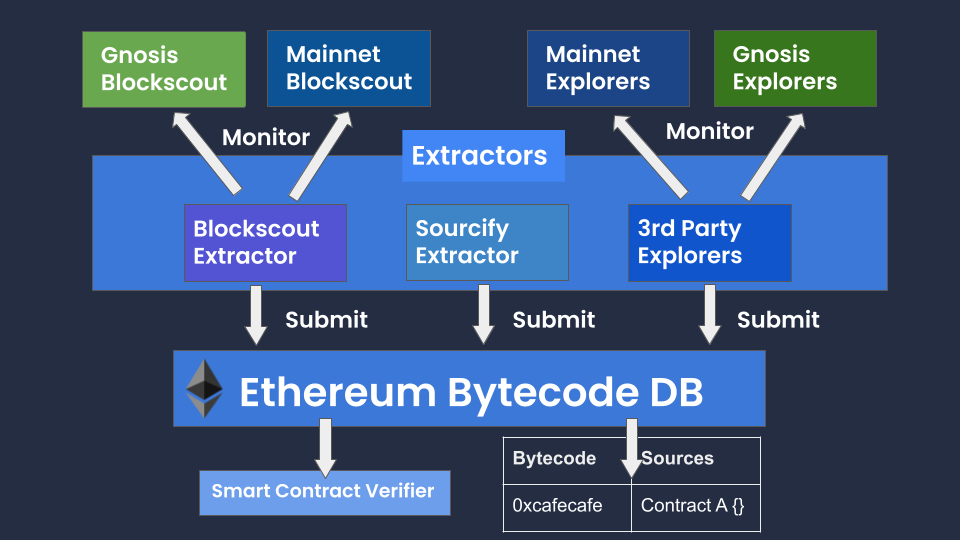 Gnosis
Blockscout
Mainnet
Blockscout
Mainnet
Explorers
Gnosis
Explorers
Monitor
Monitor
Extractors
Blockscout
Extractor
Sourcify
Extractor
3rd Party
Explorers
Submit
Submit
Submit
Ethereum Bytecode DB
Smart Contract Verifier
Bytecode
Sources
0xcafecafe
Contract A {}